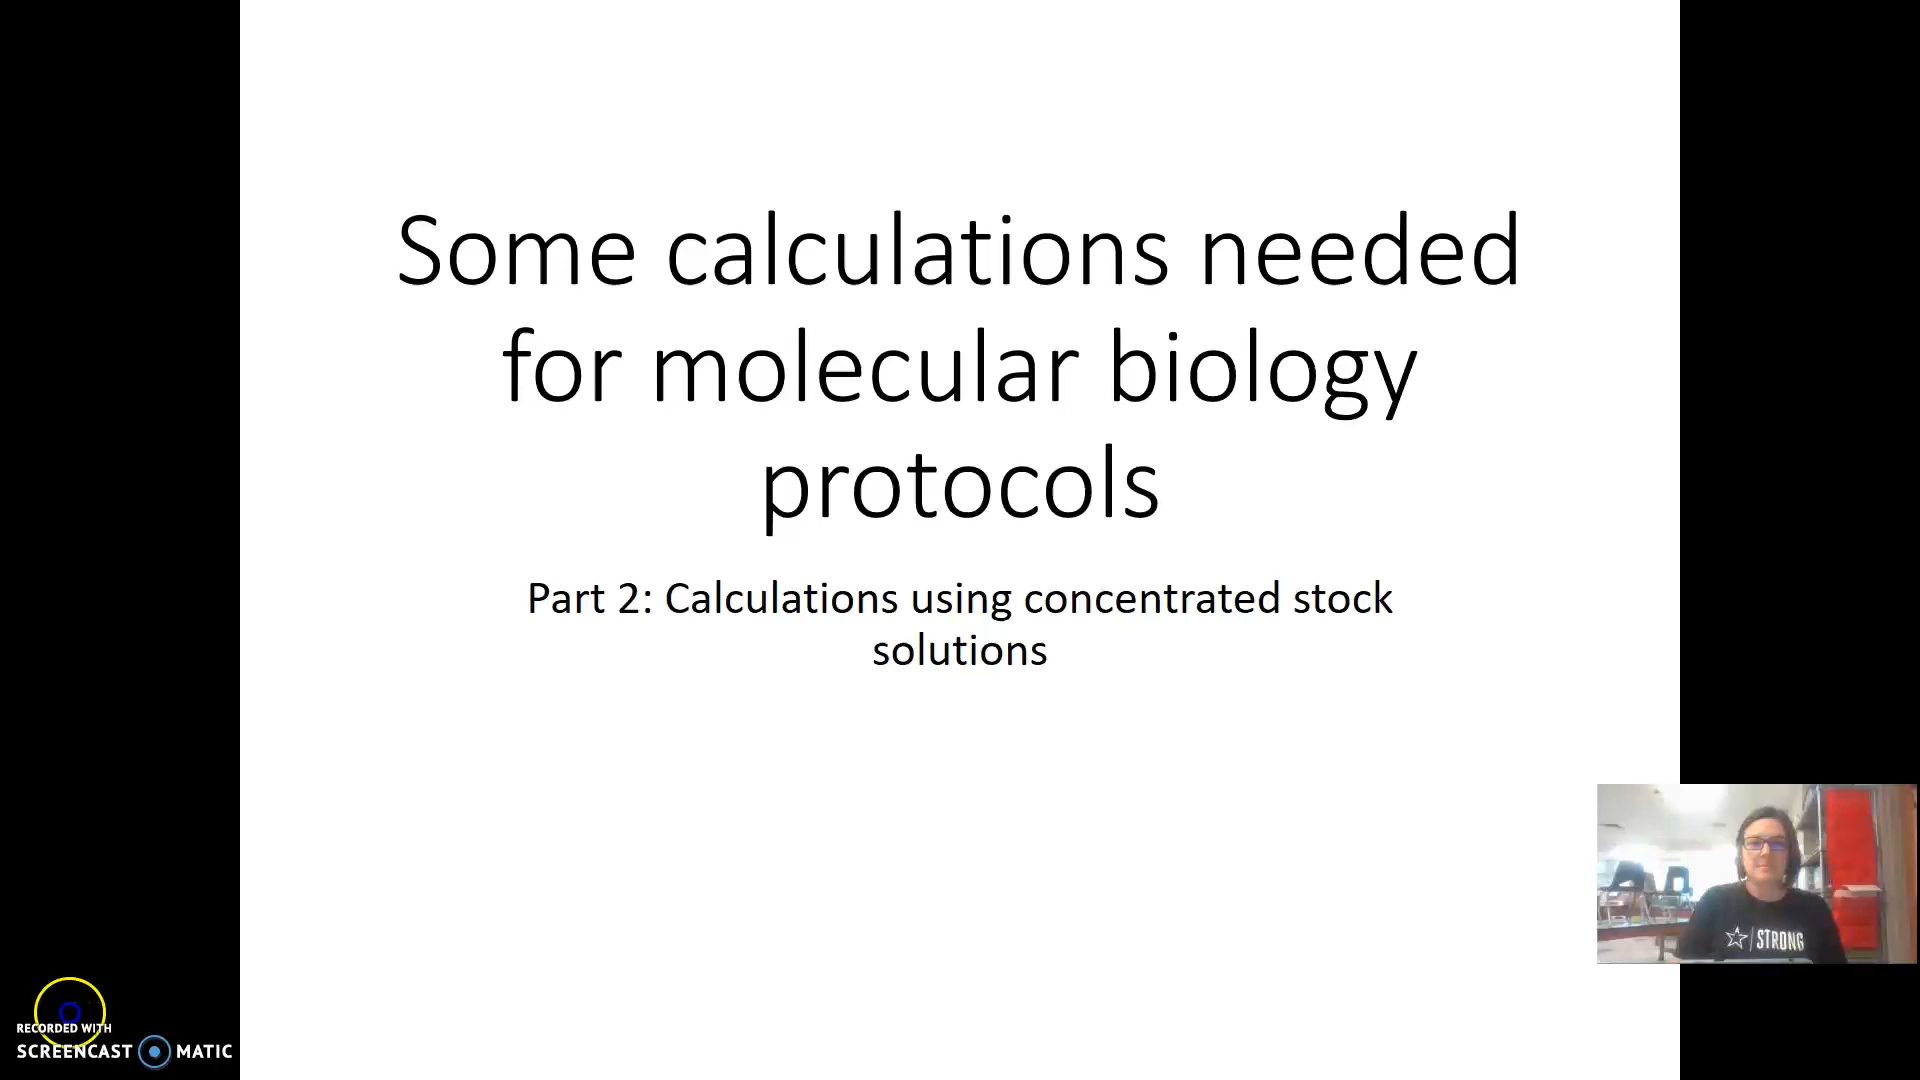 Some calculations needed
for molecular biology
protocols
Part 2: Calculations using concentrated stock
solutions
STRONG
RECORDED WITH
SCREENCAST MATIC